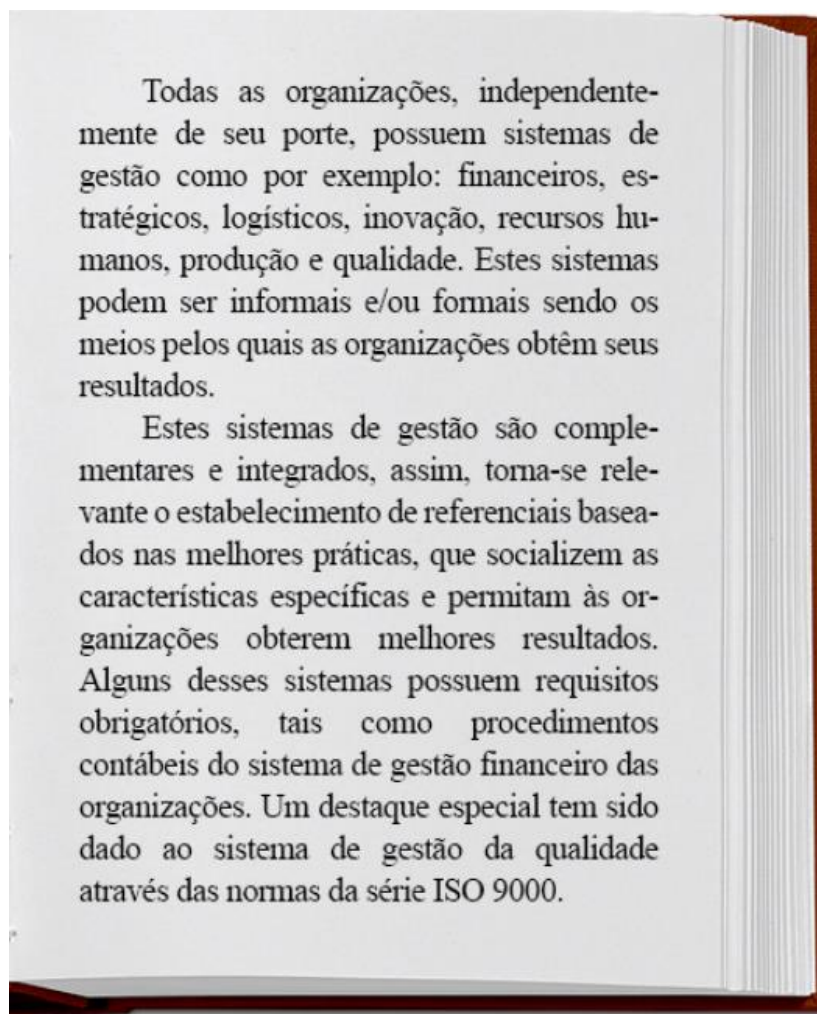 Todas as organizações, independente-
mente de seu porte, possuem sistemas de
gestão como por exemplo: financeiros, es-
tratégicos, logísticos, inovação, recursos hu-
manos, produção e qualidade. Estes sistemas
podem ser informais e/ou formais sendo os
meios pelos quais as organizações obtêm seus
resultados.
Estes sistemas de gestão são comple-
mentares e integrados, assim, torna-se rele-
vante o estabelecimento de referenciais basea-
dos nas melhores práticas, que socializem as
características específicas e permitam às or-
ganizações obterem melhores resultados.
Alguns desses sistemas possuem requisitos
obrigatórios, tais como procedimentos
contábeis do sistema de gestão financeiro das
organizações. Um destaque especial tem sido
dado ao sistema de gestão da qualidade
através das normas da série ISO 9000.